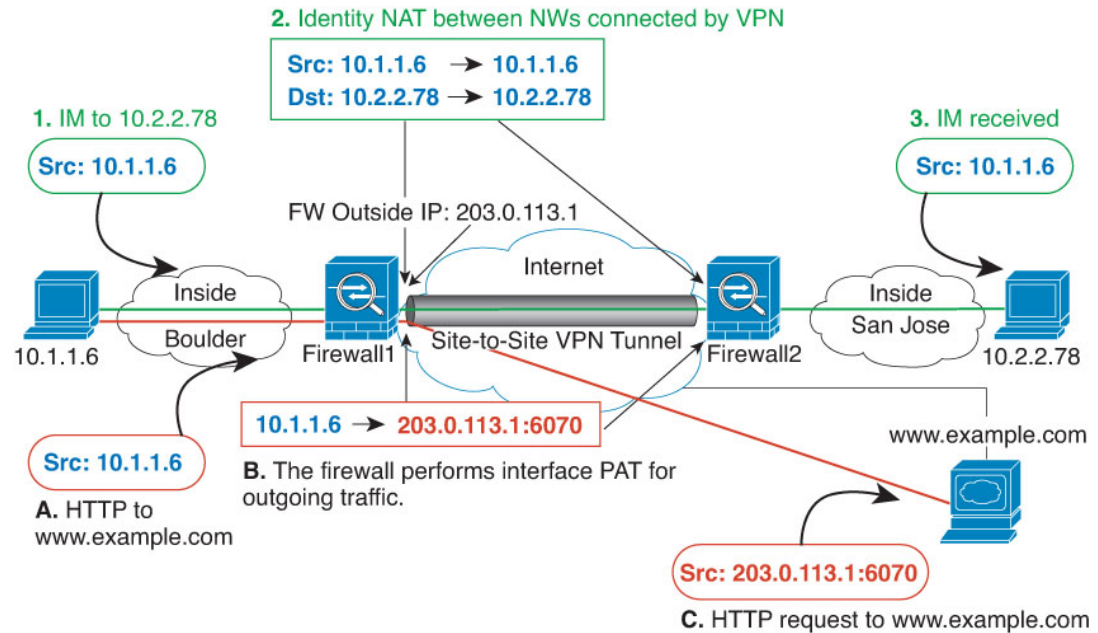 2. Identity NAT between NWs connected by VPN
Src: 10.1.1.6 → 10.1.1.6
Dst: 10.2.2.78 → 10.2.2.78
1. IM to 10.2.2.78
Src: 10.1.1.6
3. IM received
Src: 10.1.1.6
FW Outside IP: 203.0.113.1
Internet
Inside
Boulder
Inside
San Jose
10.1.1.6
Firewall1
Site-to-Site VPN Tunnel
Firewall2
10.2.2.78
10.1.1.6 → 203.0.113.1:6070
www.example.com
Src: 10.1.1.6
B. The firewall performs interface PAT for
outgoing traffic.
A. HTTP to
www.example.com
Src: 203.0.113.1:6070
C. HTTP request to www.example.com